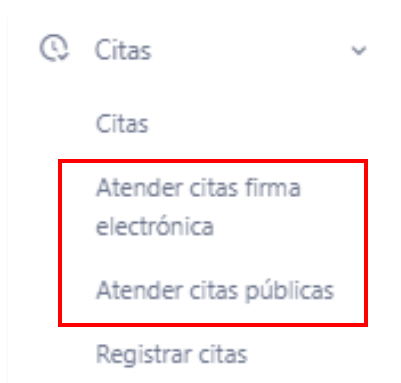 Citas
Citas
Atender citas firma
electrónica
Atender citas públicas
Registrar citas